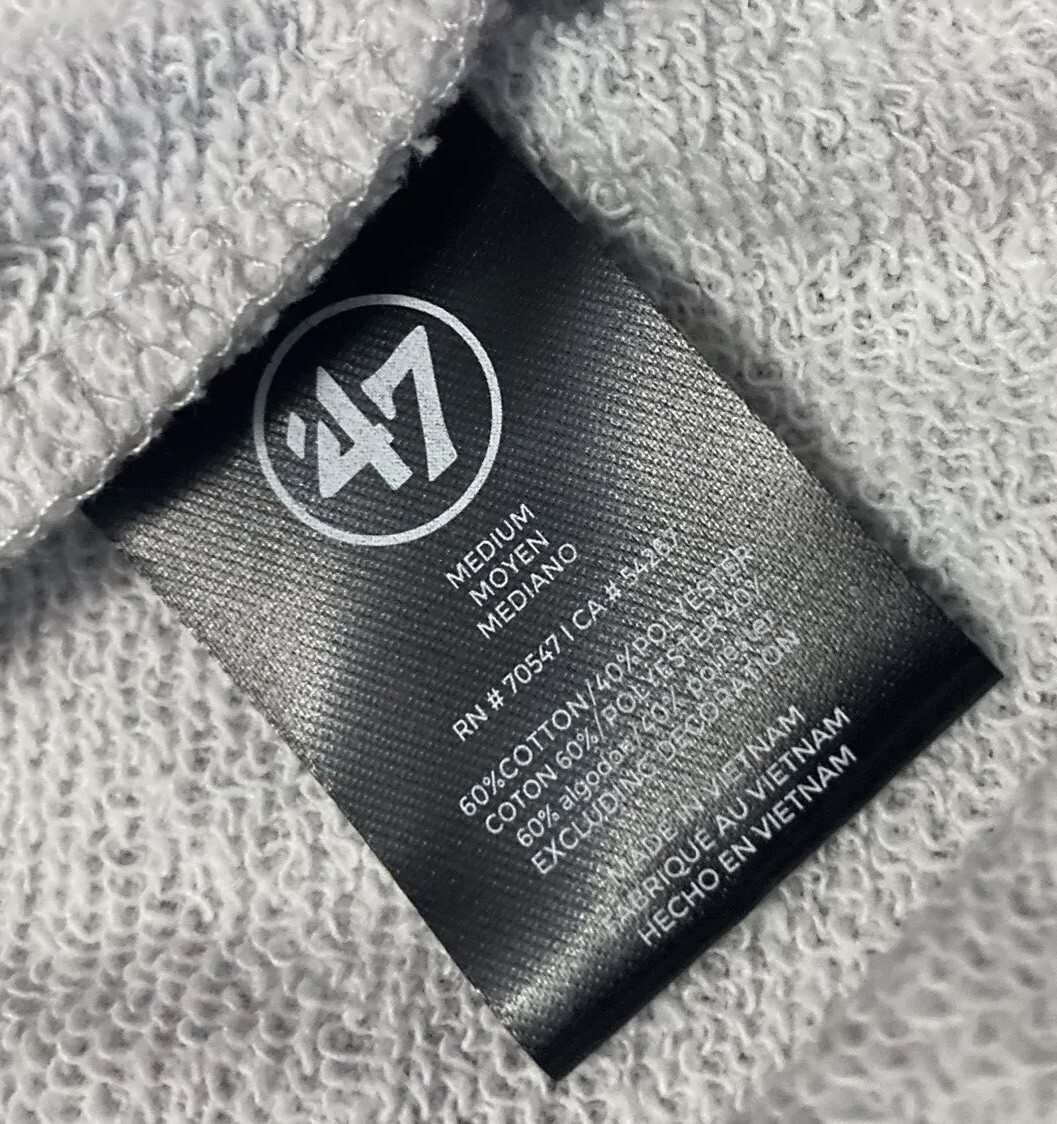 '47
MEDIUM
MOYEN
MEDIANO
RN # 70547 | CA # 54267
60%COTTON/40%POLYESTER
COTON 60%/POLYESTER 40%
60% algodón/40% poliéster
EXCLUDING DECORATION
MADE IN VIETNAM
FABRIQUE AU VIETNAM
HECHO EN VIETNAM